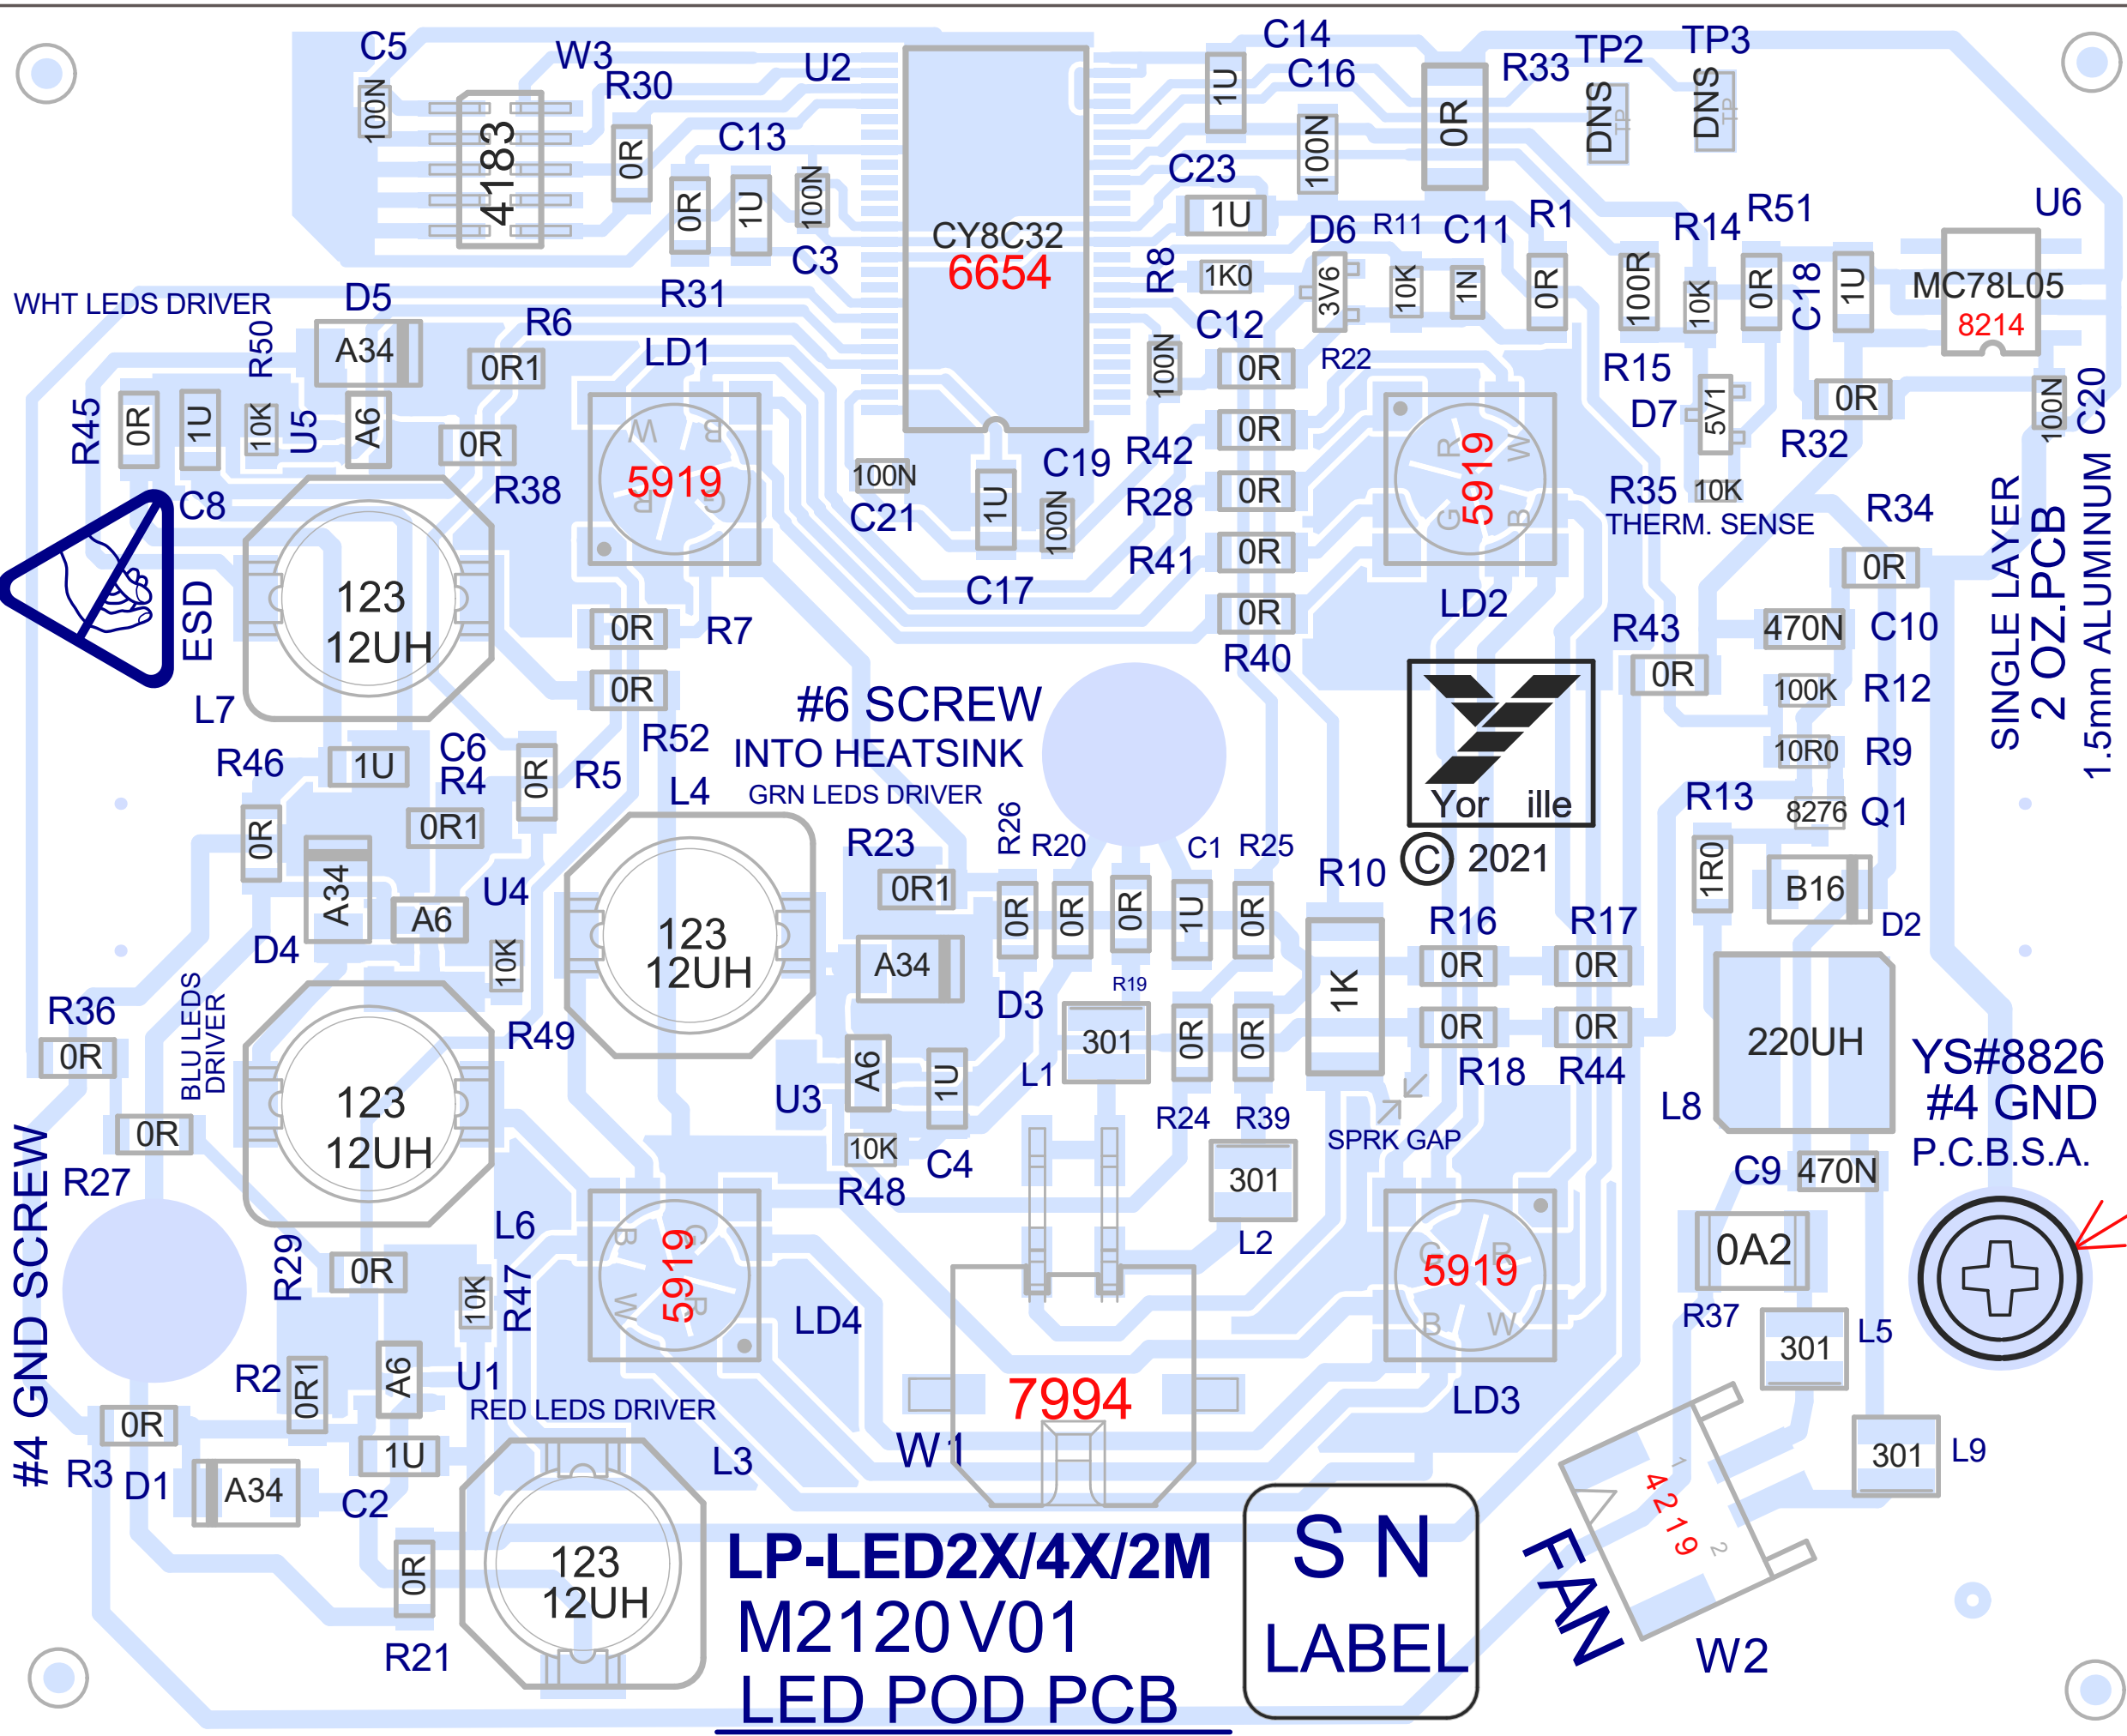 C5
W3
R30
U2
C14
C16
R33
TP2
TP3
100N
4183
0R
C13
0R
1U
100N
C3
CY8C32
6654
1U
100N
0R
DNS
TP
DNS
TP
C23
1U
R8
1K0
D6
3V6
R11
10K
C11
1N
R1
0R
100R
R14
10K
R51
0R
C18
1U
U6
MC78L05
8214
WHT LEDS DRIVER
D5
R50
A34
R6
0R1
R31
LD1
C12
100N
0R
R22
R15
D7
5V1
0R
R32
100N
C20
R45
0R
1U
10K
U5
A6
0R
R38
C8
W
B
5919
R
G
100N
C21
1U
C19
100N
C17
R42
0R
R28
0R
R41
0R
0R
R40
R
W
5919
G
B
LD2
R35
10K
THERM. SENSE
R34
0R
SINGLE LAYER
2 OZ.PCB
1.5mm ALUMINUM
ESD
123
12UH
L7
0R
R7
0R
R52
R43
0R
470N
C10
100K
R12
10R0
R9
8276
Q1
#6 SCREW
INTO HEATSINK
GRN LEDS DRIVER
Yor ille
© 2021
R46
1U
C6
R4
0R
R5
L4
0R
0R1
A34
A6
U4
D4
10K
R49
123
12UH
R23
0R1
A34
D3
R26
0R
R20
0R
0R
C1
1U
R25
0R
R10
1K
R19
R16
0R
R17
0R
0R
R18
0R
R44
R13
1R0
B16
D2
220UH
L8
R36
0R
BLU LEDS
DRIVER
123
12UH
L6
U3
A6
1U
10K
C4
R48
L1
301
0R
R24
0R
R39
301
L2
SPRK GAP
YS#8826
#4 GND
P.C.B.S.A.
C9
470N
0A2
R37
301
L5
301
L9
#4 GND SCREW
0R
R27
R29
0R
10K
R47
B
G
5919
W
R
LD4
G
R
5919
B
W
LD3
R2
0R1
A6
U1
RED LEDS DRIVER
0R
R3
D1
A34
1U
C2
L3
0R
R21
123
12UH
7994
W1
LP-LED2X/4X/2M
M2120 V01
LED POD PCB
S N
LABEL
FAN
1
4219
2
W2